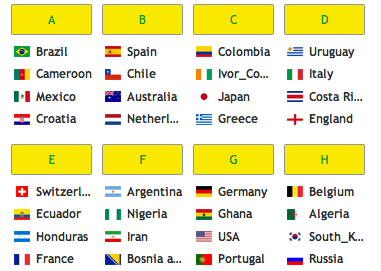 A B C D
Brazil Spain Colombia Uruguay
Cameroon Chile Ivor_Co... Italy
Mexico Australia Japan Costa Ri...
Croatia Netherl... Greece England
E F G H
Switzerl... Argentina Germany Belgium
Ecuador Nigeria Ghana Algeria
Honduras Iran USA South_K...
France Bosnia a... Portugal Russia